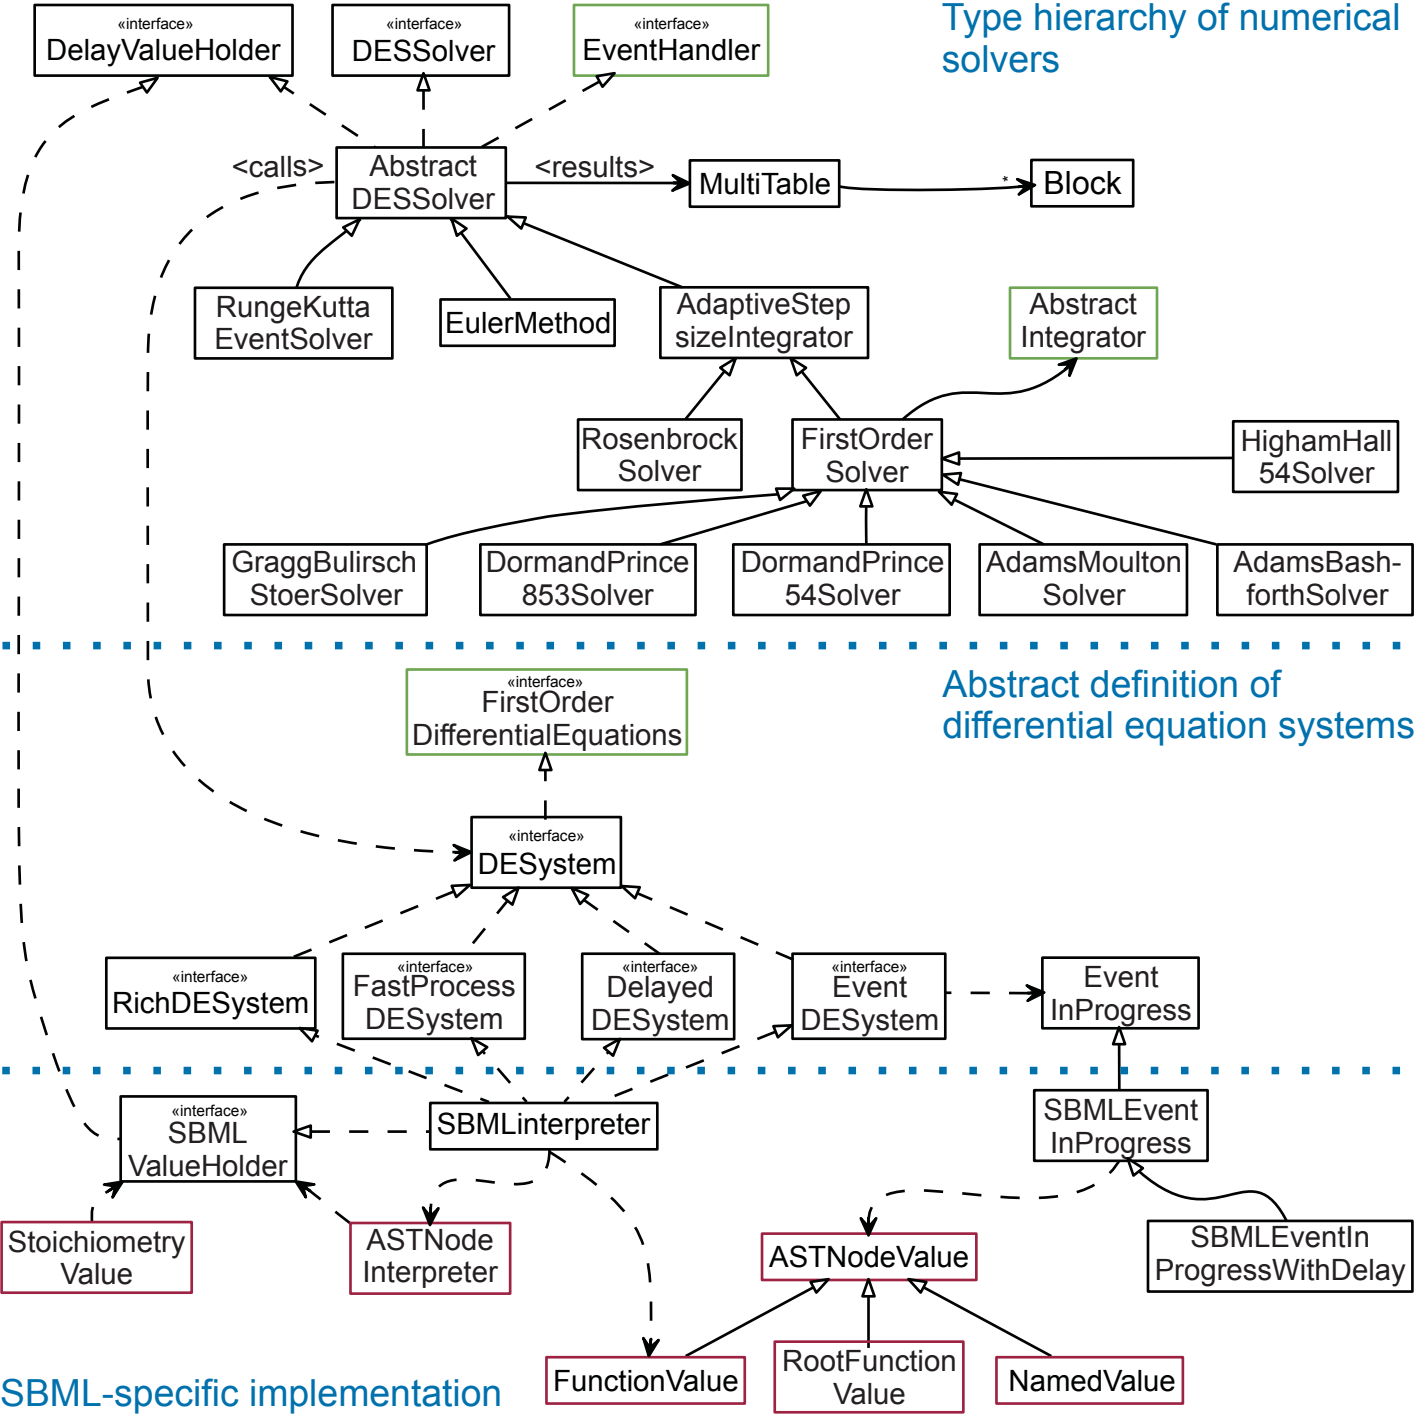 «interface»
DelayValueHolder
«interface»
DESSolver
«interface»
EventHandler
Type hierarchy of numerical
solvers
<calls>
Abstract
DESSolver
<results>
MultiTable
*
Block
RungeKutta
EventSolver
EulerMethod
AdaptiveStep
sizeIntegrator
Abstract
Integrator
Rosenbrock
Solver
FirstOrder
Solver
HighamHall
54Solver
GraggBulirsch
StoerSolver
DormandPrince
853Solver
DormandPrince
54Solver
AdamsMoulton
Solver
AdamsBash-
forthSolver
«interface»
FirstOrder
DifferentialEquations
Abstract definition of
differential equation systems
«interface»
DESystem
«interface»
RichDESystem
«interface»
FastProcess
DESystem
«interface»
Delayed
DESystem
«interface»
Event
DESystem
Event
InProgress
«interface»
SBML
ValueHolder
SBMLinterpreter
SBMLEvent
InProgress
Stoichiometry
Value
ASTNode
Interpreter
ASTNodeValue
SBMLEventIn
ProgressWithDelay
FunctionValue
RootFunction
Value
NamedValue
SBML-specific implementation